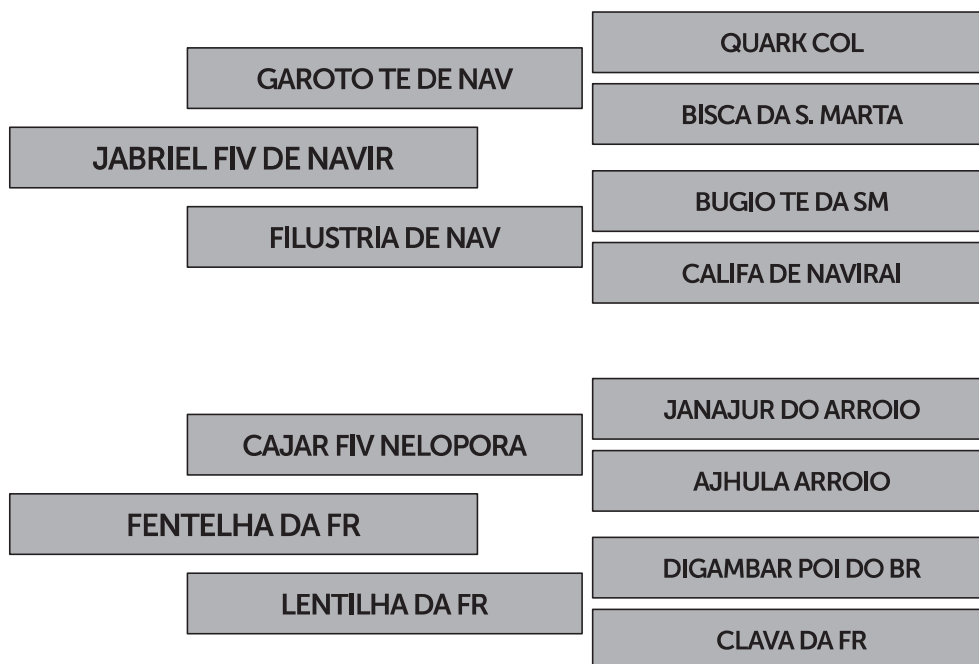 QUARK COL
GAROTO TE DE NAV
BISCA DA S. MARTA
JABRIEL FIV DE NAVIR
BUGIO TE DA SM
FILUSTRIA DE NAV
CALIFA DE NAVIRAI
JANAJUR DO ARROIO
CAJAR FIV NELOPORA
AJHULA ARROIO
FENTELHA DA FR
DIGAMBAR POI DO BR
LENTILHA DA FR
CLAVA DA FR